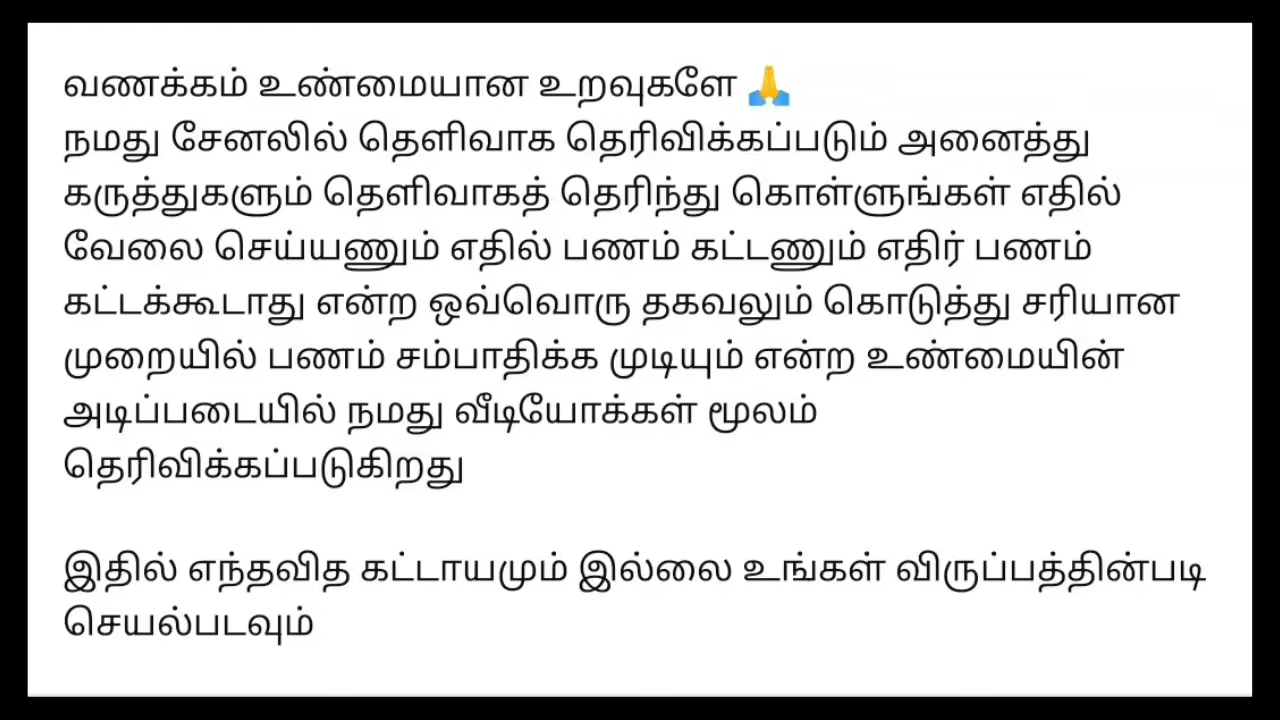 வணக்கம் உண்மையான உறவுகளே 🙏
நமது சேனலில் தெளிவாக தெரிவிக்கப்படும் அனைத்து
கருத்துகளும் தெளிவாகத் தெரிந்து கொள்ளுங்கள் எதில்
வேலை செய்யணும் எதில் பணம் கட்டணும் எதிர் பணம்
கட்டக்கூடாது என்ற ஒவ்வொரு தகவலும் கொடுத்து சரியான
முறையில் பணம் சம்பாதிக்க முடியும் என்ற உண்மையின்
அடிப்படையில் நமது வீடியோக்கள் மூலம்
தெரிவிக்கப்படுகிறது
இதில் எந்தவித கட்டாயமும் இல்லை உங்கள் விருப்பத்தின்படி
செயல்படவும்